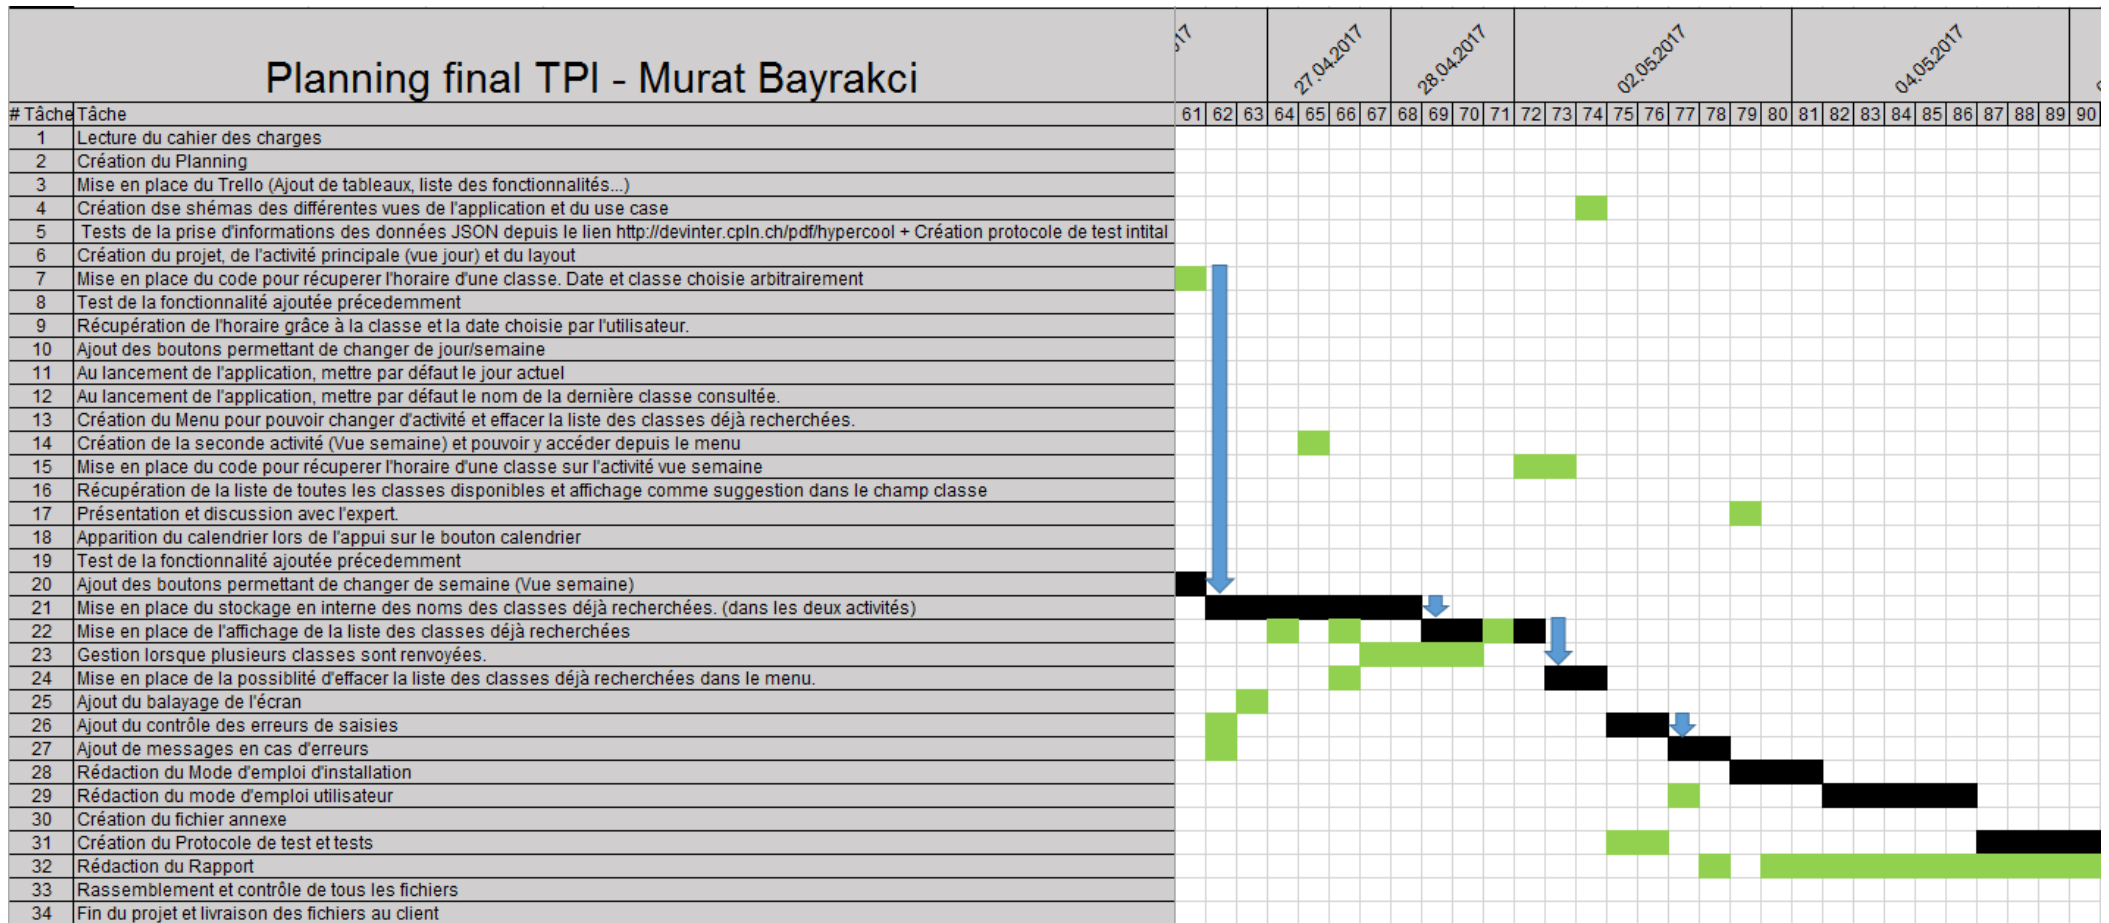 Planning final TPI - Murat Bayrakci
27.04.2017 28.04.2017 02.05.2017 04.05.2017
# Tâche Tâche 61 62 63 64 65 66 67 68 69 70 71 72 73 74 75 76 77 78 79 80 81 82 83 84 85 86 87 88 89 90
1 Lecture du cahier des charges
2 Création du Planning
3 Mise en place du Trello (Ajout de tableaux, liste des fonctionnalités...)
4 Création dse shémas des différentes vues de l'application et du use case
5 Tests de la prise d'informations des données JSON depuis le lien http://devinter.cpln.ch/pdf/hypercool + Création protocole de test intital
6 Création du projet, de l'activité principale (vue jour) et du layout
7 Mise en place du code pour récuperer l'horaire d'une classe. Date et classe choisie arbitrairement
8 Test de la fonctionnalité ajoutée précedemment
9 Récupération de l'horaire grâce à la classe et la date choisie par l'utilisateur.
10 Ajout des boutons permettant de changer de jour/semaine
11 Au lancement de l'application, mettre par défaut le jour actuel
12 Au lancement de l'application, mettre par défaut le nom de la dernière classe consultée.
13 Création du Menu pour pouvoir changer d'activité et effacer la liste des classes déjà recherchées.
14 Création de la seconde activité (Vue semaine) et pouvoir y accéder depuis le menu
15 Mise en place du code pour récuperer l'horaire d'une classe sur l'activité vue semaine
16 Récupération de la liste de toutes les classes disponibles et affichage comme suggestion dans le champ classe
17 Présentation et discussion avec l'expert.
18 Apparition du calendrier lors de l'appui sur le bouton calendrier
19 Test de la fonctionnalité ajoutée précedemment
20 Ajout des boutons permettant de changer de semaine (Vue semaine)
21 Mise en place du stockage en interne des noms des classes déjà recherchées. (dans les deux activités)
22 Mise en place de l'affichage de la liste des classes déjà recherchées
23 Gestion lorsque plusieurs classes sont renvoyées.
24 Mise en place de la possiblité d'effacer la liste des classes déjà recherchées dans le menu.
25 Ajout du balayage de l'écran
26 Ajout du contrôle des erreurs de saisies
27 Ajout de messages en cas d'erreurs
28 Rédaction du Mode d'emploi d'installation
29 Rédaction du mode d'emploi utilisateur
30 Création du fichier annexe
31 Création du Protocole de test et tests
32 Rédaction du Rapport
33 Rassemblement et contrôle de tous les fichiers
34 Fin du projet et livraison des fichiers au client